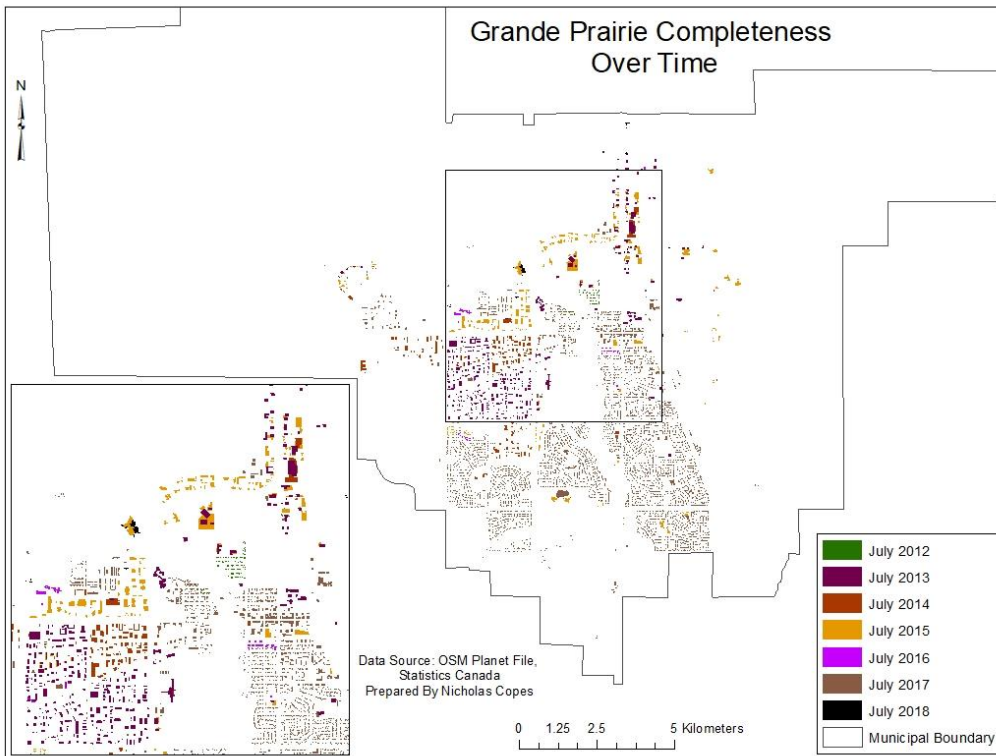 Grande Prairie Completeness
Over Time
N
Data Source: OSM Planet File,
Statistics Canada
Prepared By Nicholas Copes
0 1.25 2.5 5 Kilometers
July 2012
July 2013
July 2014
July 2015
July 2016
July 2017
July 2018
Municipal Boundary